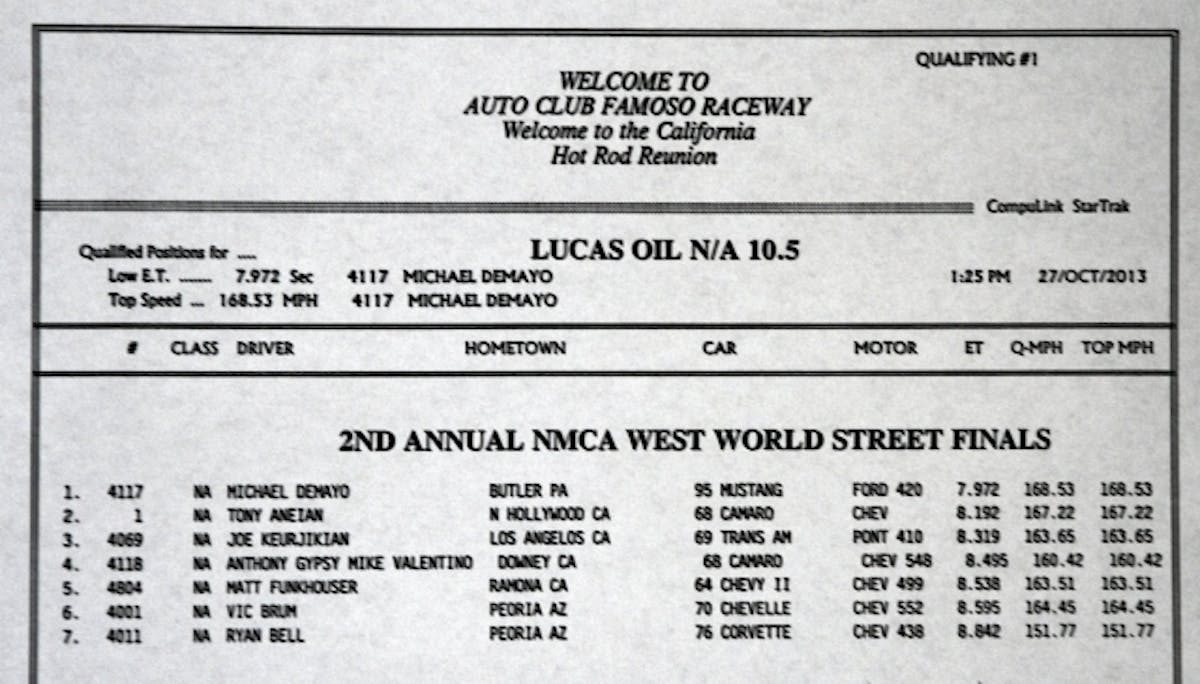 QUALIFYING #1
WELCOME TO
AUTO CLUB FAMOSO RACEWAY
Welcome to the California
Hot Rod Reunion
CompuLink StarTrak
Qualified Positions for ....
LUCAS OIL N/A 10.5
Low E.T. ....... 7.972 Sec 4117 MICHAEL DEMAYO 1:25 PM 27/OCT/2013
Top Speed ... 168.53 MPH 4117 MICHAEL DEMAYO
# CLASS DRIVER HOMETOWN CAR MOTOR ET Q-MPH TOP MPH
2ND ANNUAL NMCA WEST WORLD STREET FINALS
1. 4117 NA MICHAEL DEMAYO BUTLER PA 95 MUSTANG FORD 420 7.972 168.53 168.53
2. 1 NA TONY ANEIAN N HOLLYWOOD CA 68 CAMARO CHEV 8.192 167.22 167.22
3. 4069 NA JOE KEURJIKIAN LOS ANGELOS CA 69 TRANS AM PONT 410 8.319 163.65 163.65
4. 4118 NA ANTHONY GYPSY MIKE VALENTINO DOWNEY CA 68 CAMARO CHEV 548 8.495 160.42 160.42
5. 4804 NA MATT FUNKHOUSER RAMONA CA 64 CHEVY II CHEV 499 8.538 163.51 163.51
6. 4001 NA VIC BRUM PEORIA AZ 70 CHEVELLE CHEV 552 8.595 164.45 164.45
7. 4011 NA RYAN BELL PEORIA AZ 76 CORVETTE CHEV 438 8.842 151.77 151.77